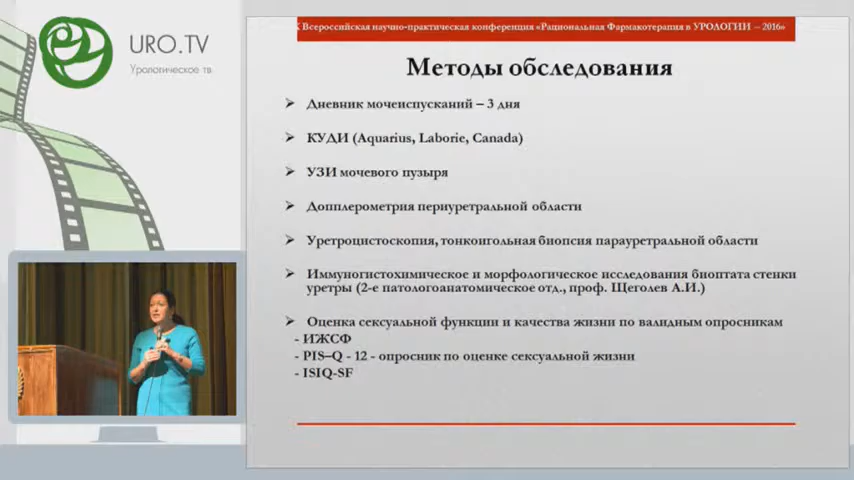 URO.TV
Урологическое тв
X Всероссийская научно-практическая конференция «Рациональная Фармакотерапия в УРОЛОГИИ – 2016»
Методы обследования
Дневник мочеиспусканий – 3 дня
КУДИ (Aquarius, Laborie, Canada)
УЗИ мочевого пузыря
Допплерометрия периуретральной области
Уретроцистоскопия, тонкоигольная биопсия парауретральной области
Иммуногистохимическое и морфологическое исследования биоптата стенки
уретры (2-е патологоанатомическое отд., проф. Щеголев А.И.)
Оценка сексуальной функции и качества жизни по валидным опросникам
- ИЖСФ
- PIS–Q - 12 - опросник по оценке сексуальной жизни
- ISIQ-SF